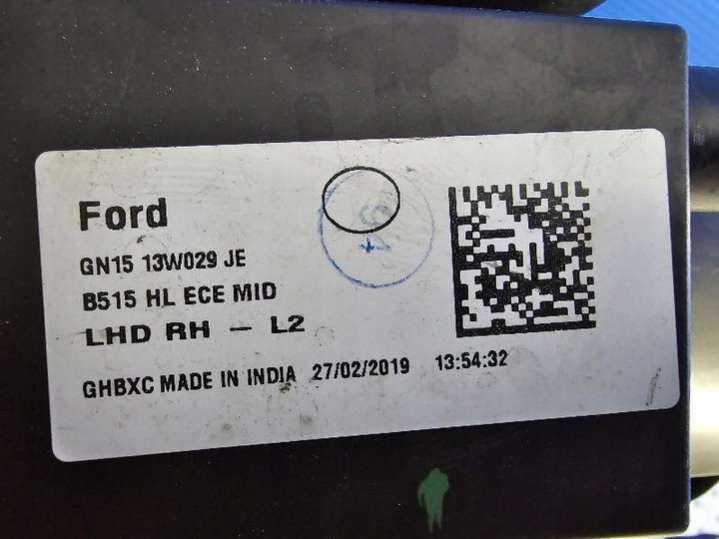 Ford
GN15 13W029 JE
B515 HL ECE MID
LHD RH - L2
GHBXC MADE IN INDIA 27/02/2019 13:54:32